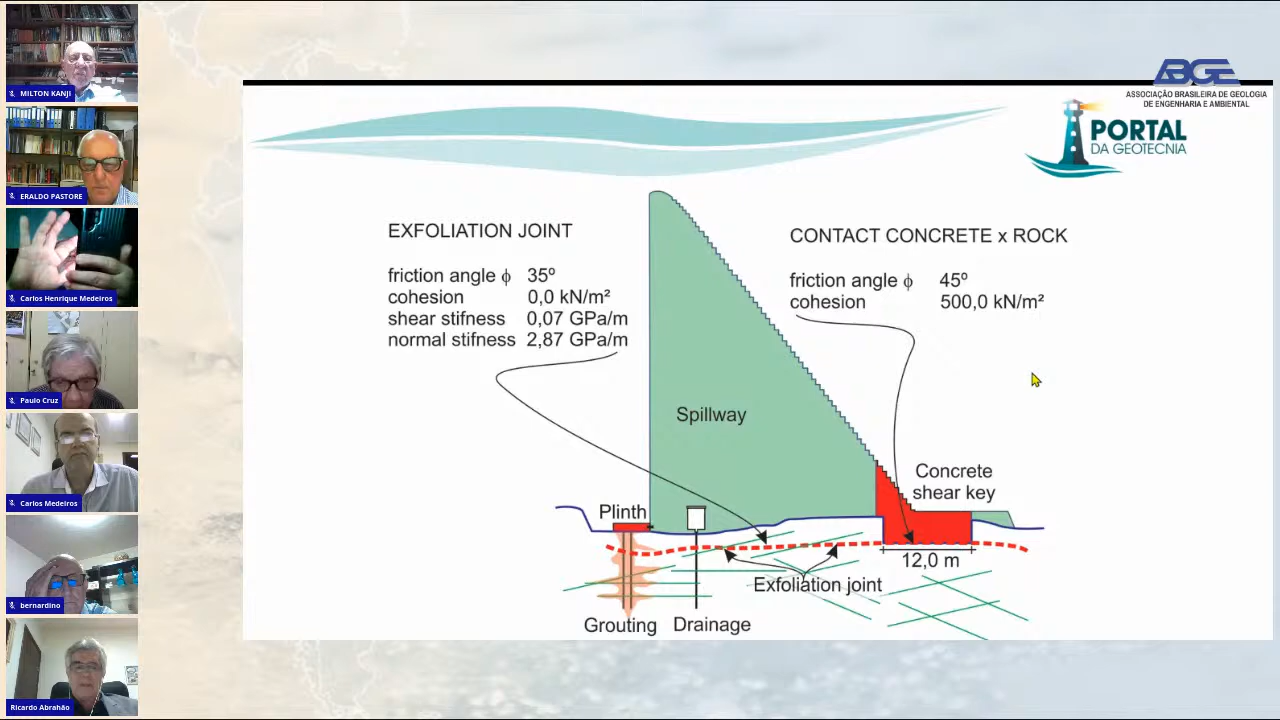 MILTON KANJI
ERALDO PASTORE
Carlos Henrique Medeiros
Paulo Cruz
Carlos Medeiros
bernardino
Ricardo Abrahão
ABGE
ASSOCIAÇÃO BRASILEIRA DE GEOLOGIA
DE ENGENHARIA E AMBIENTAL
PORTAL
DA GEOTECNIA
EXFOLIATION JOINT
friction angle ϕ 35º
cohesion 0,0 kN/m²
shear stifness 0,07 GPa/m
normal stifness 2,87 GPa/m
CONTACT CONCRETE x ROCK
friction angle ϕ 45º
cohesion 500,0 kN/m²
Spillway
Concrete
shear key
Plinth
12,0 m
Exfoliation joint
Grouting
Drainage